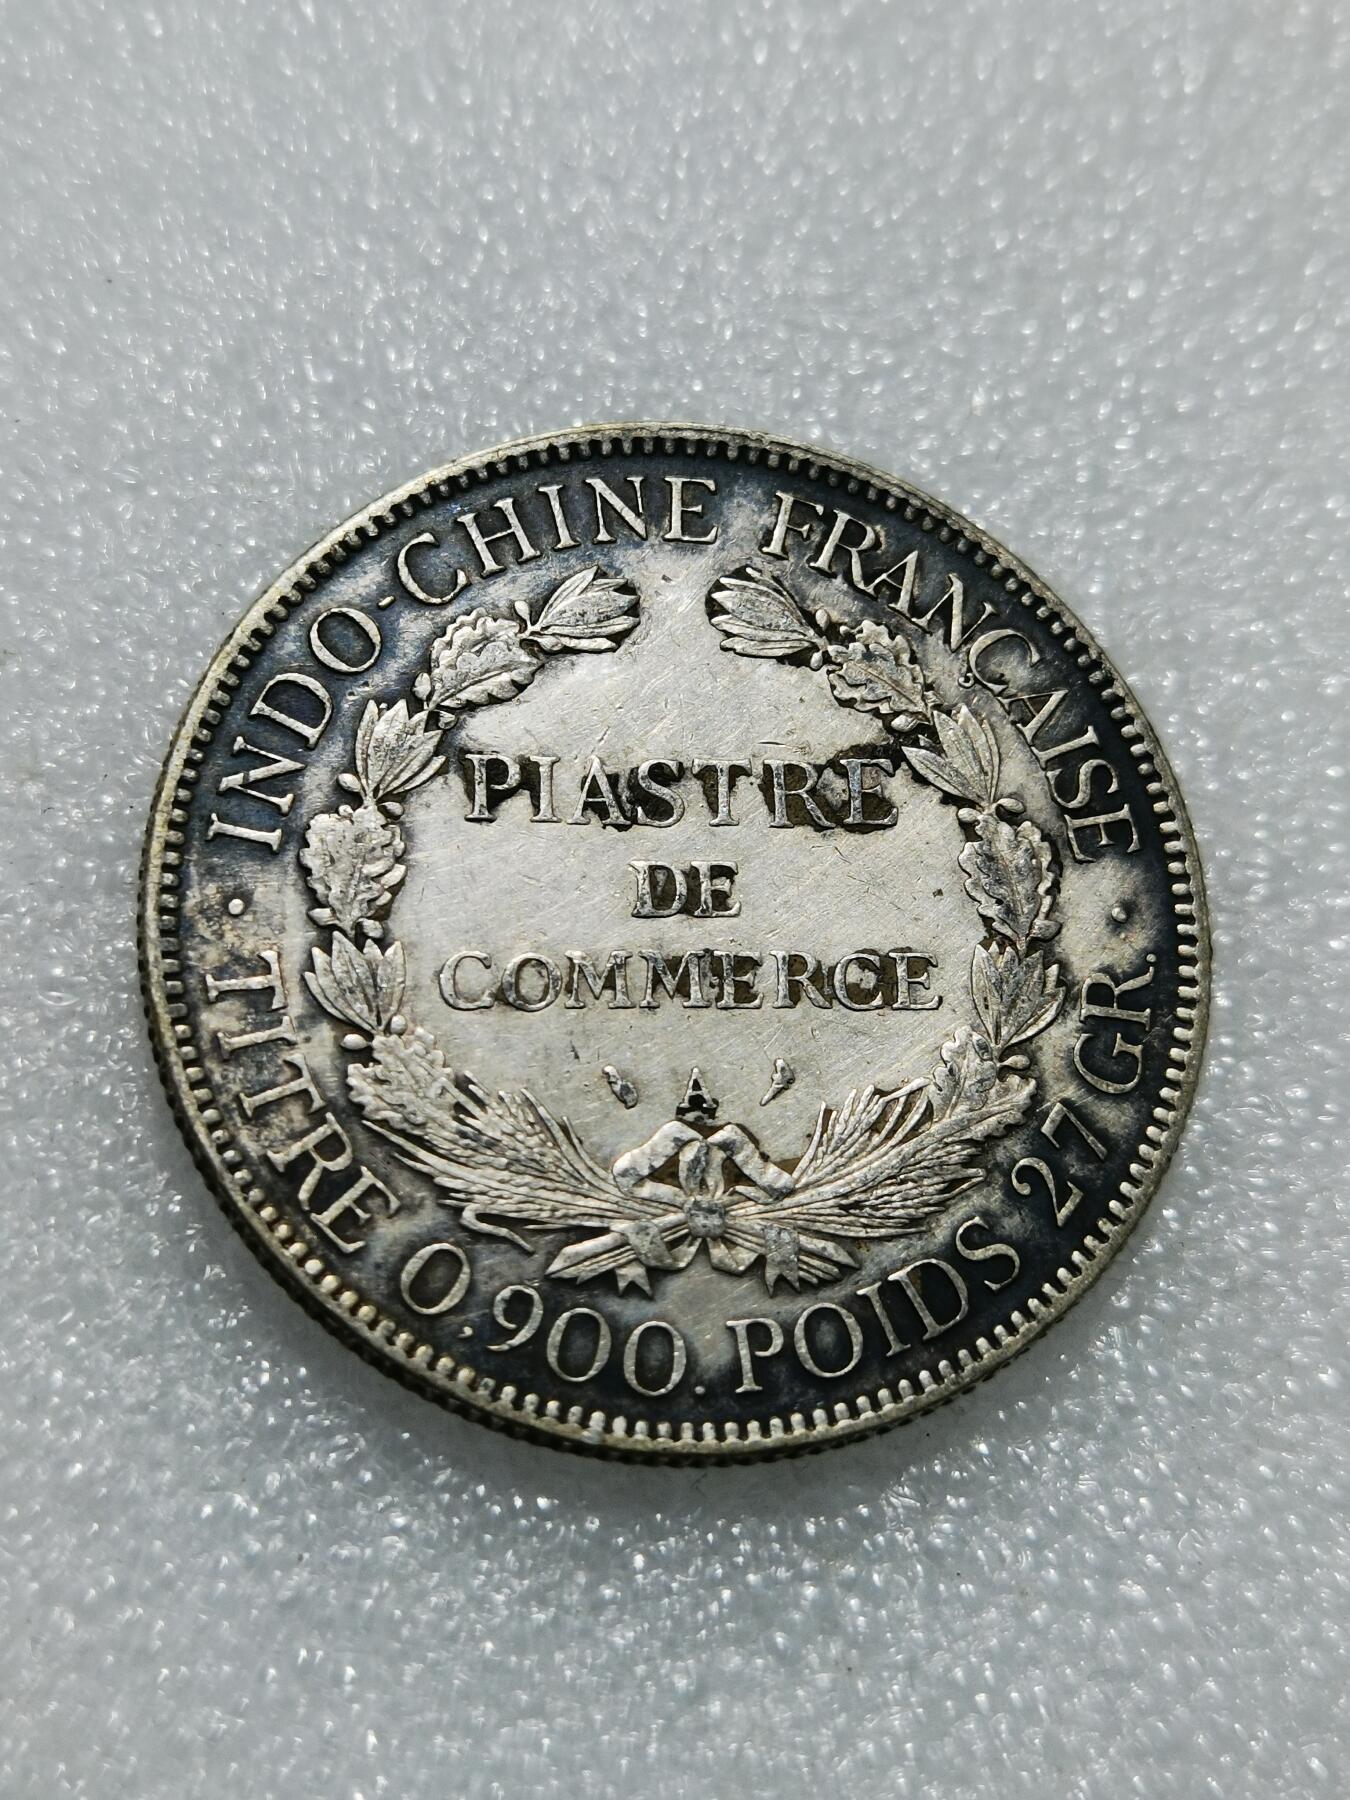 INDO-CHINE FRANÇAISE
PIASTRE
DE
COMMERCE
A
· TITRE 0,900. POIDS 27 GR. ·